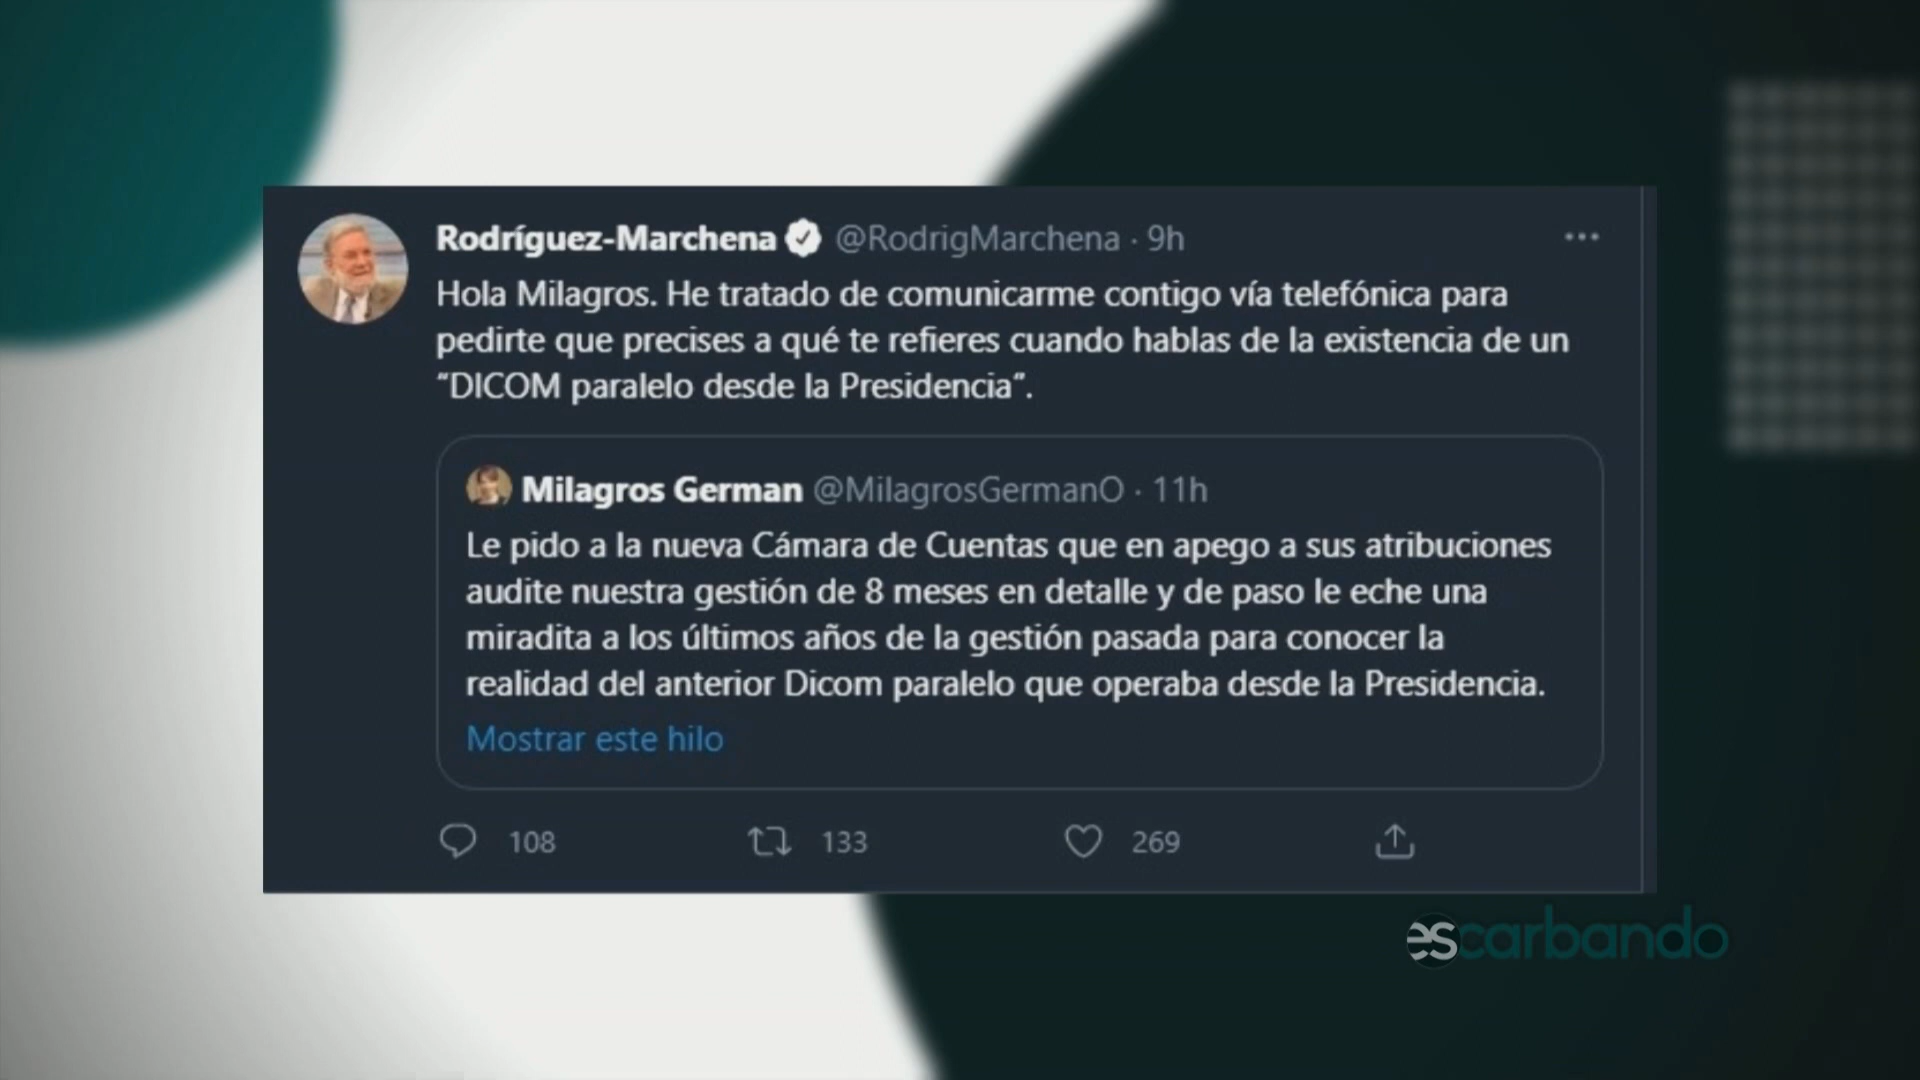 Rodríguez-Marchena @RodrigMarchena · 9h
Hola Milagros. He tratado de comunicarme contigo vía telefónica para
pedirte que precises a qué te refieres cuando hablas de la existencia de un
“DICOM paralelo desde la Presidencia”.
Milagros German @MilagrosGermanO · 11h
Le pido a la nueva Cámara de Cuentas que en apego a sus atribuciones
audite nuestra gestión de 8 meses en detalle y de paso le eche una
miradita a los últimos años de la gestión pasada para conocer la
realidad del anterior Dicom paralelo que operaba desde la Presidencia.
Mostrar este hilo
108 133 269
escarbando